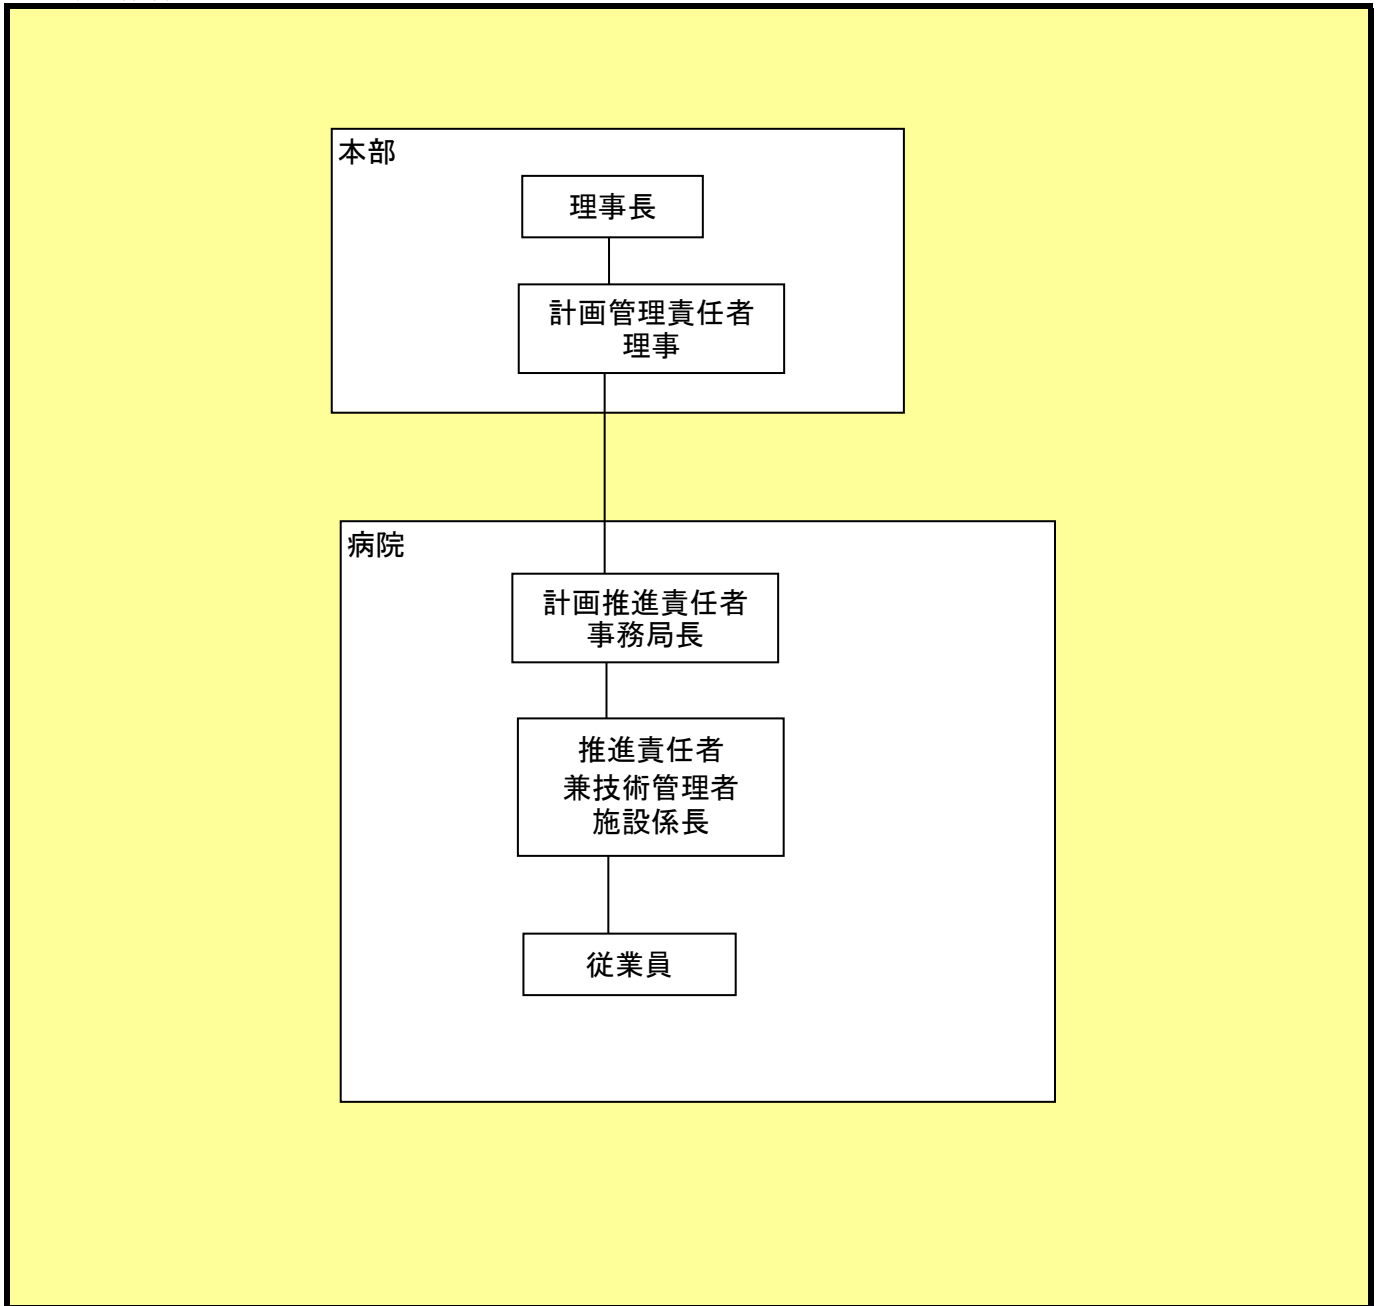 本部
理事長
計画管理責任者
理事
病院
計画推進責任者
事務局長
推進責任者
兼技術管理者
施設係長
従業員